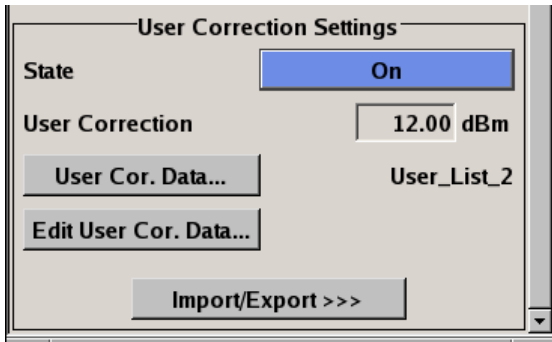 User Correction Settings
State On
User Correction 12.00 dBm
User Cor. Data... User_List_2
Edit User Cor. Data...
Import/Export >>>